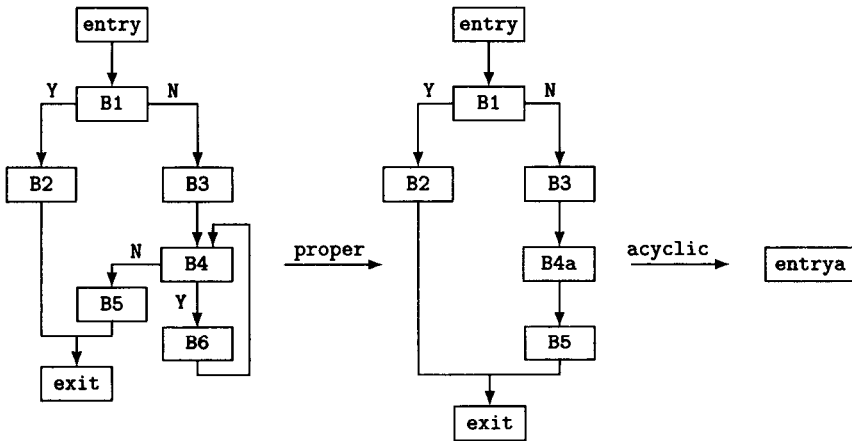 entry
Y
B1
N
B2
B3
N
B4
B5
Y
B6
exit
proper
entry
Y
B1
N
B2
B3
B4a
B5
exit
acyclic
entrya